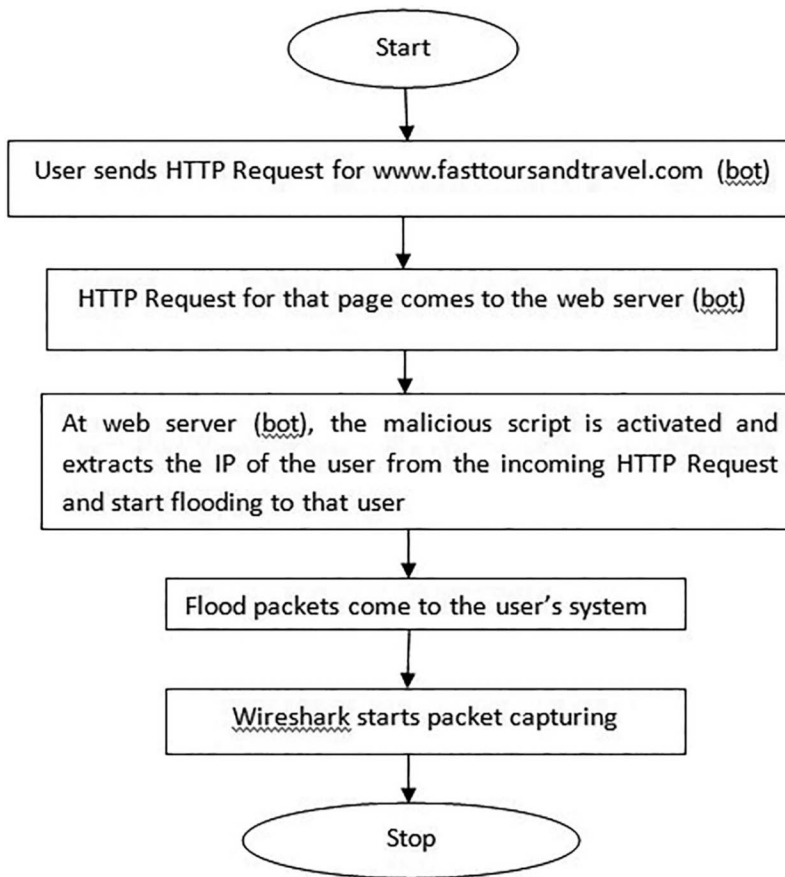 Start
User sends HTTP Request for www.fasttoursandtravel.com (bot)
HTTP Request for that page comes to the web server (bot)
At web server (bot), the malicious script is activated and
extracts the IP of the user from the incoming HTTP Request
and start flooding to that user
Flood packets come to the user’s system
Wireshark starts packet capturing
Stop